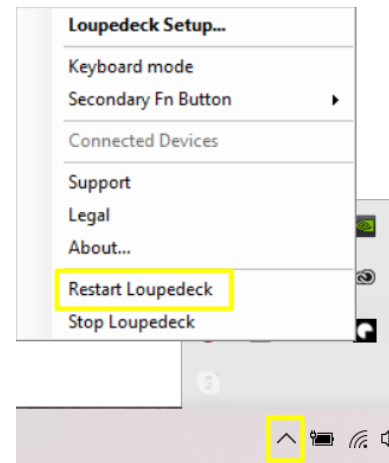 Loupedeck Setup...
Keyboard mode
Secondary Fn Button
Connected Devices
Support
Legal
About...
Restart Loupedeck
Stop Loupedeck